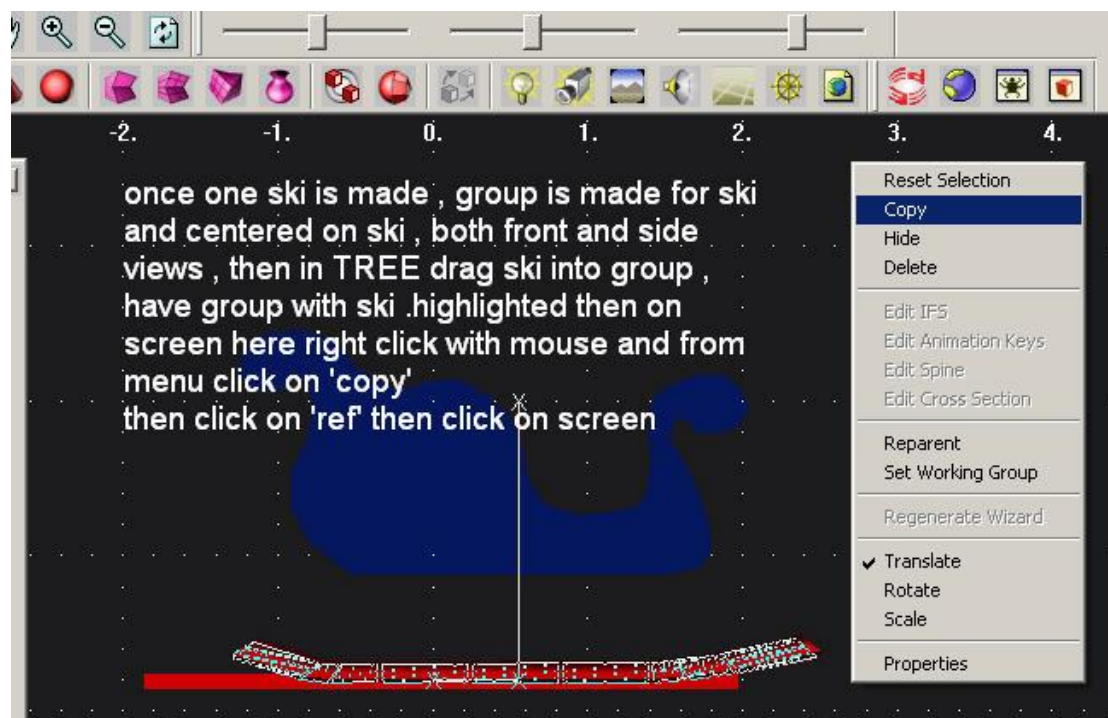 -2. -1. 0. 1. 2. 3. 4.
once one ski is made , group is made for ski
and centered on ski , both front and side
views , then in TREE drag ski into group ,
have group with ski .highlighted then on
screen here right click with mouse and from
menu click on 'copy'
then click on 'ref' then click on screen
Reset Selection
Copy
Hide
Delete
Edit IFS
Edit Animation Keys
Edit Spine
Edit Cross Section
Reparent
Set Working Group
Regenerate Wizard
Translate
Rotate
Scale
Properties